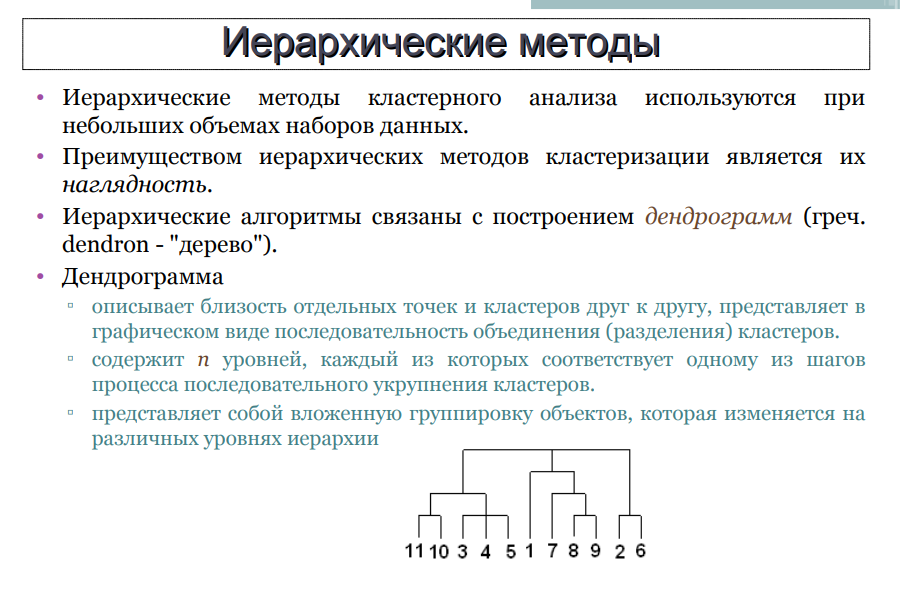 Иерархические методы
• Иерархические методы кластерного анализа используются при
небольших объемах наборов данных.
• Преимуществом иерархических методов кластеризации является их
наглядность.
• Иерархические алгоритмы связаны с построением дендрограмм (греч.
dendron - "дерево").
• Дендрограмма
▫ описывает близость отдельных точек и кластеров друг к другу, представляет в
графическом виде последовательность объединения (разделения) кластеров.
▫ содержит n уровней, каждый из которых соответствует одному из шагов
процесса последовательного укрупнения кластеров.
▫ представляет собой вложенную группировку объектов, которая изменяется на
различных уровнях иерархии
11 10 3 4 5 1 7 8 9 2 6